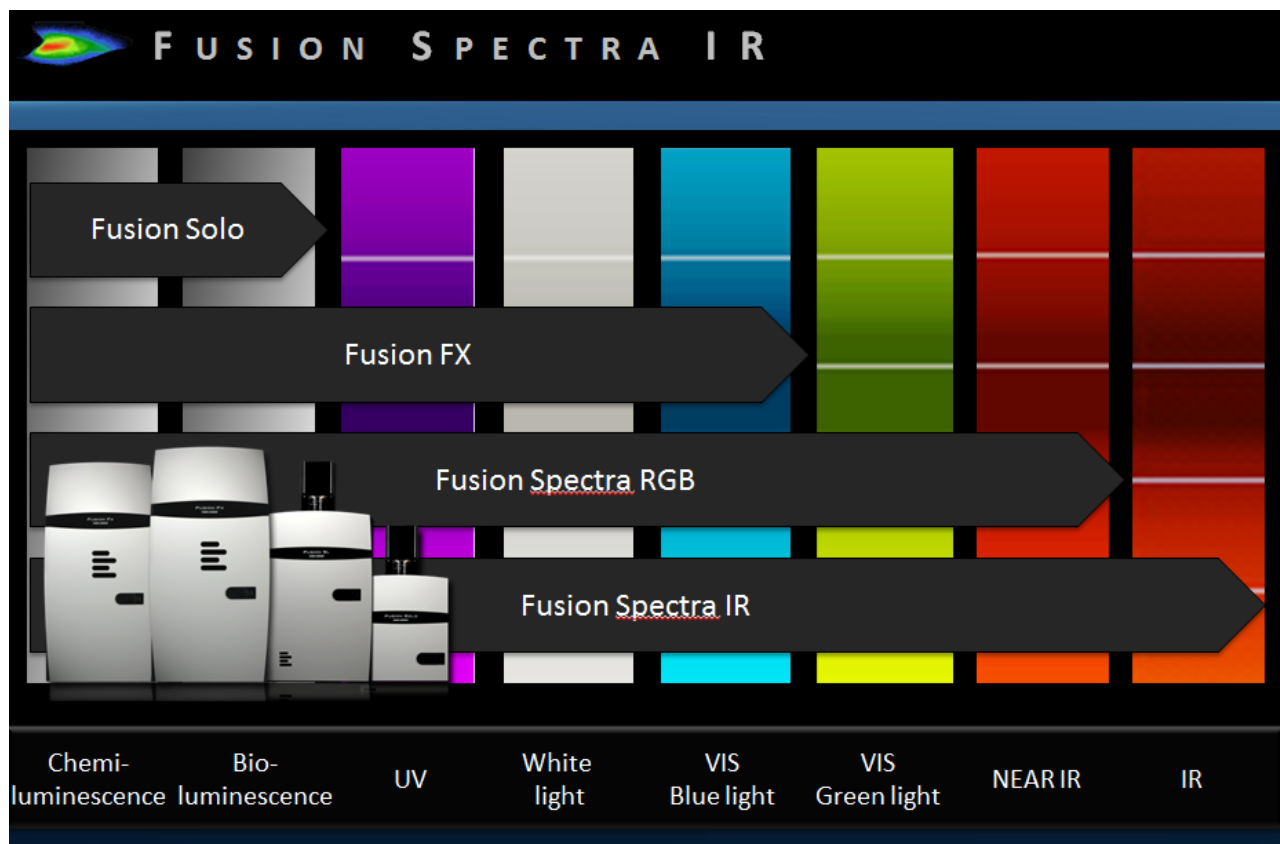 FUSION SPECTRA IR
Fusion Solo
Fusion FX
Fusion Spectra RGB
Fusion Spectra IR
Chemi-
luminescence
Bio-
luminescence
UV
White
light
VIS
Blue light
VIS
Green light
NEAR IR
IR